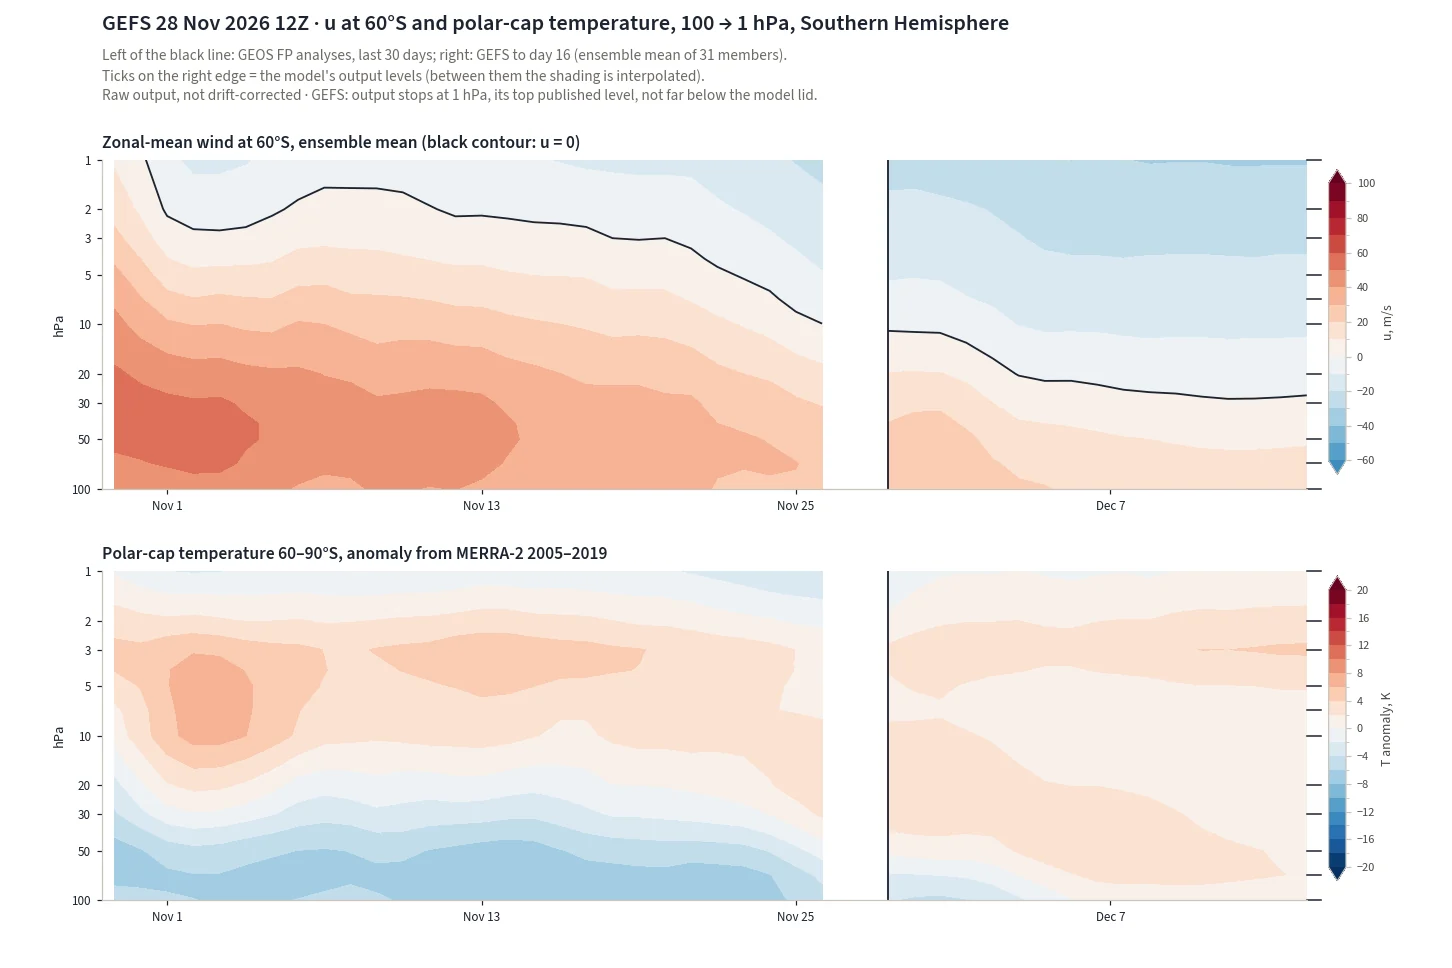 GEFS 28 Nov 2026 12Z · u at 60°S and polar-cap temperature, 100 → 1 hPa, Southern Hemisphere
Left of the black line: GEOS FP analyses, last 30 days; right: GEFS to day 16 (ensemble mean of 31 members).
Ticks on the right edge = the model's output levels (between them the shading is interpolated).
Raw output, not drift-corrected · GEFS: output stops at 1 hPa, its top published level, not far below the model lid.
Zonal-mean wind at 60°S, ensemble mean (black contour: u = 0)
1
2
3
5
10
20
30
50
100
hPa
Nov 1
Nov 13
Nov 25
Dec 7
100
80
60
40
20
0
−20
−40
−60
u, m/s
Polar-cap temperature 60–90°S, anomaly from MERRA-2 2005–2019
1
2
3
5
10
20
30
50
100
hPa
Nov 1
Nov 13
Nov 25
Dec 7
20
16
12
8
4
0
−4
−8
−12
−16
−20
T anomaly, K